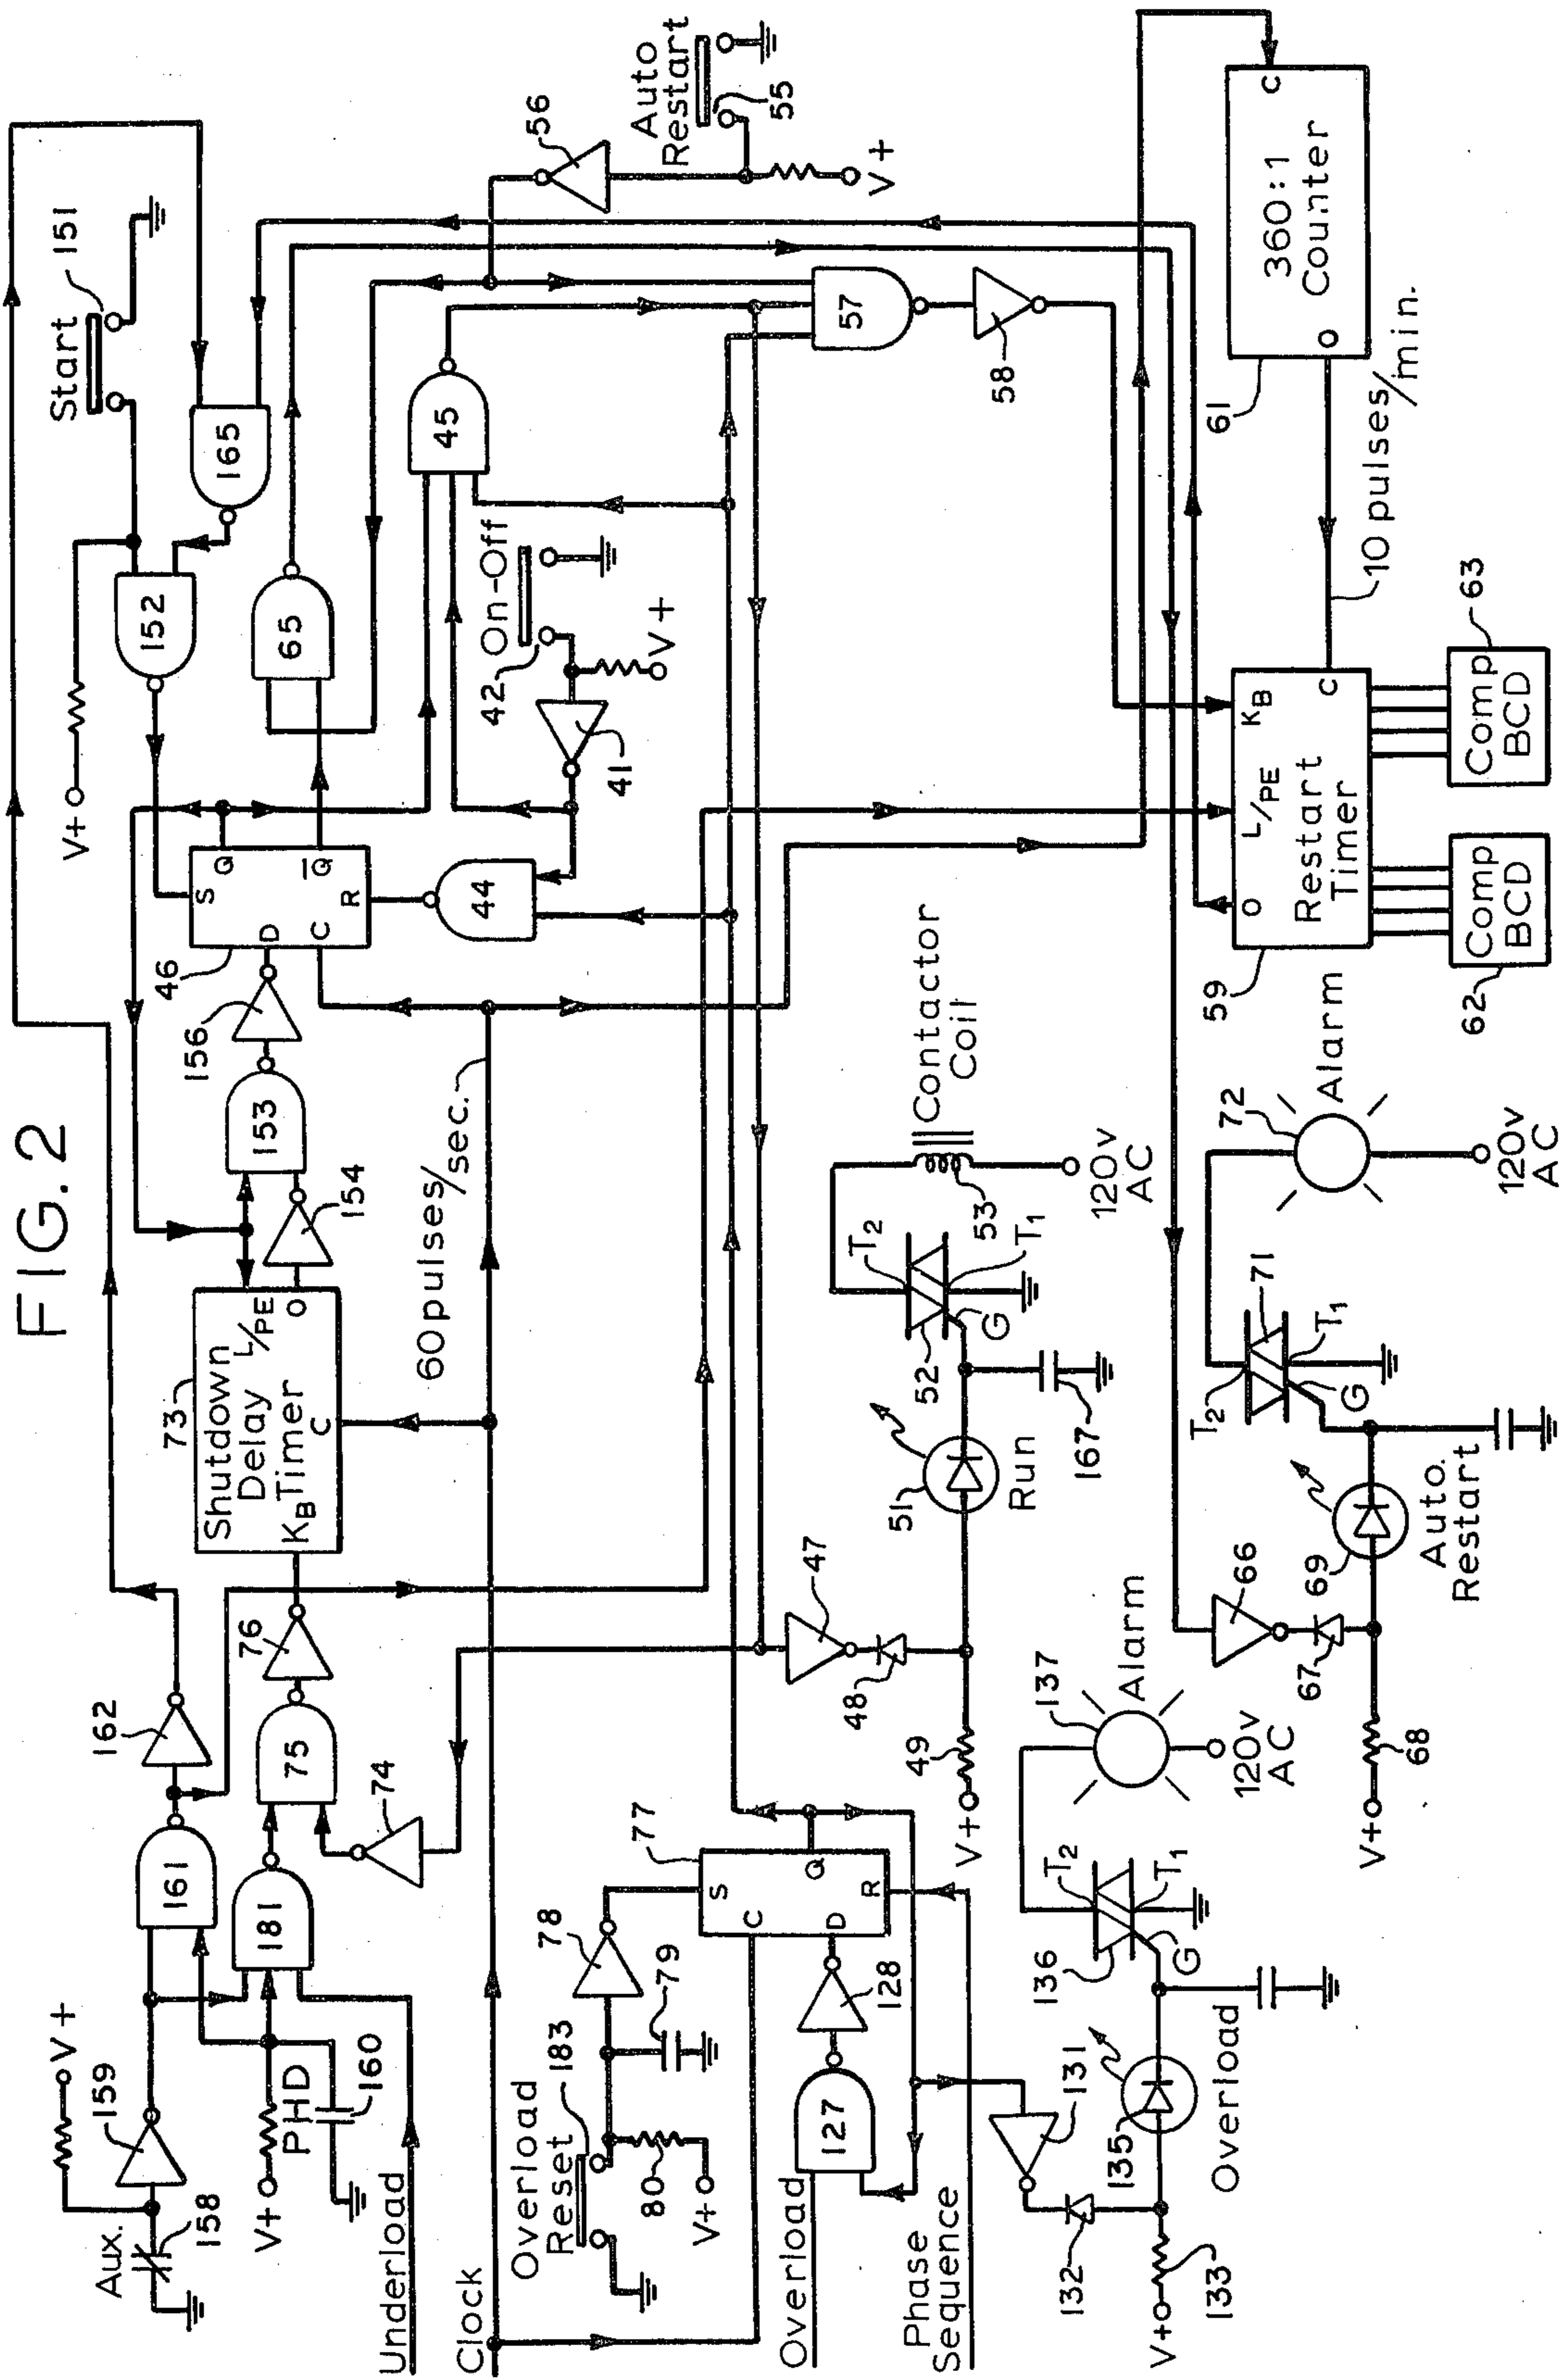 FIG. 2
Aux.
158
159
V+
161
162
V+
PHD
160
181
Underload
75
76
74
73
Shutdown
Delay
Timer
L/PE
KB
C
O
154
153
156
46
D
C
S
Q
Q
R
44
V+
152
Start
151
165
65
45
42
On-Off
V+
41
56
Auto
Restart
55
V+
57
58
Clock
60 pulses/sec.
Overload
Reset
183
78
79
80
V+
77
S
C
D
Q
R
Overload
127
128
Phase
Sequence
131
132
133
V+
135
Overload
136
T2
T1
G
137
Alarm
120v
AC
47
48
49
V+
51
Run
52
T2
T1
G
167
53
Contactor
Coil
120v
AC
66
67
68
V+
69
Auto.
Restart
71
T2
T1
G
72
Alarm
120v
AC
59
O
L/PE
KB
Restart
Timer
C
62
Comp
BCD
63
Comp
BCD
10 pulses/min.
61
O
360:1
Counter
C